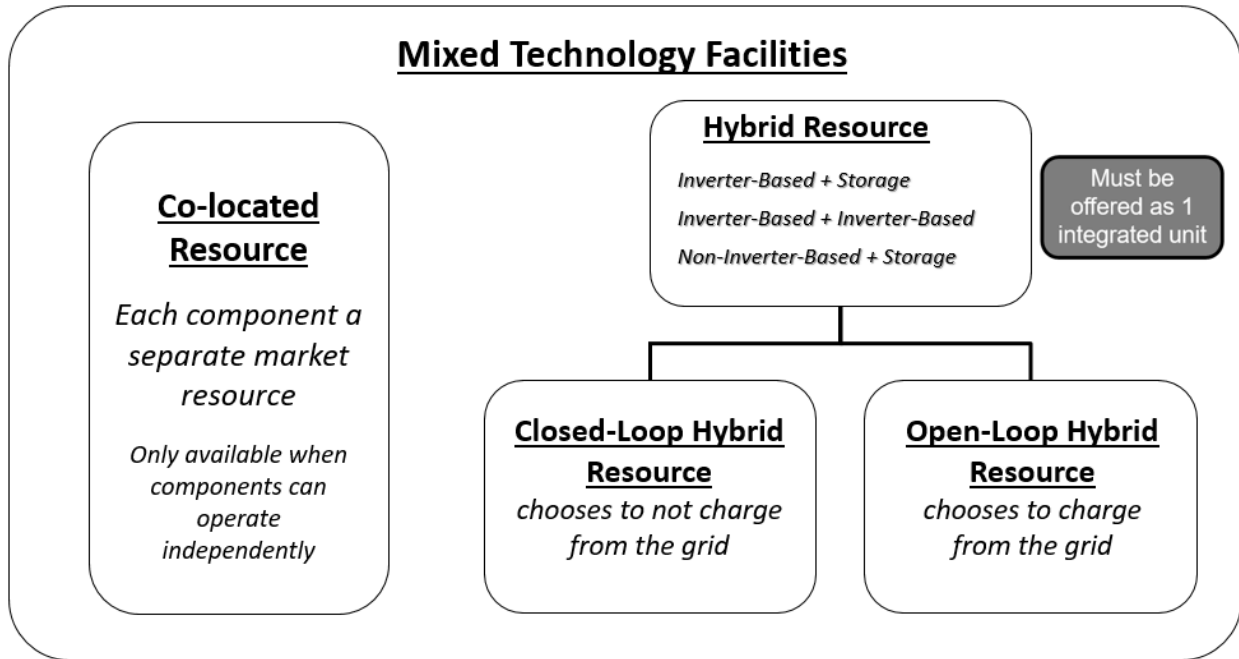 Mixed Technology Facilities
Co-located
Resource
Each component a
separate market
resource
Only available when
components can
operate
independently
Hybrid Resource
Inverter-Based + Storage
Inverter-Based + Inverter-Based
Non-Inverter-Based + Storage
Must be
offered as 1
integrated unit
Closed-Loop Hybrid
Resource
chooses to not charge
from the grid
Open-Loop Hybrid
Resource
chooses to charge
from the grid